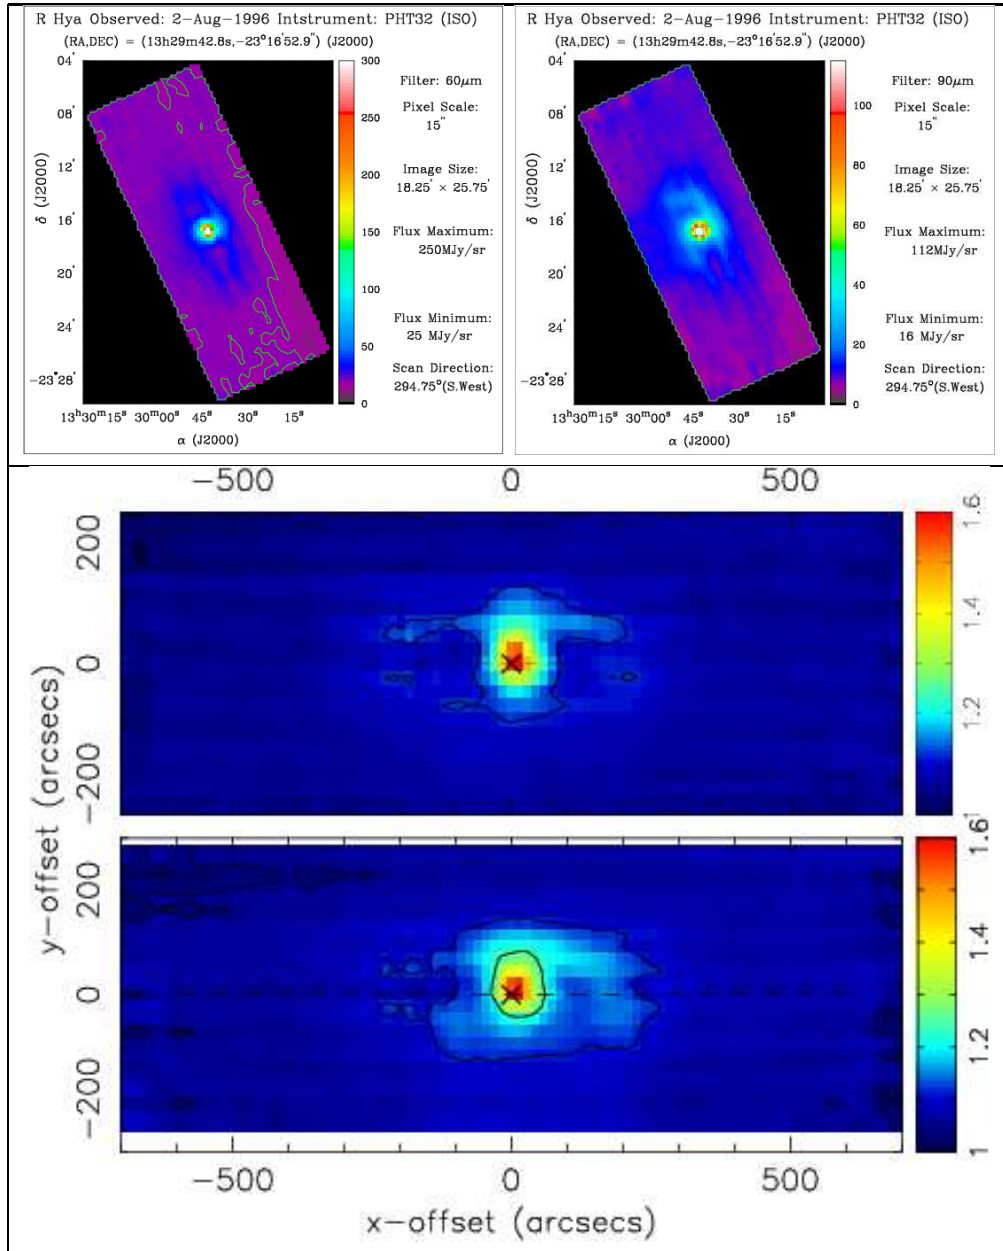 R Hya Observed: 2-Aug-1996 Intstrument: PHT32 (ISO)
(RA,DEC) = (13h29m42.8s,-23°16'52.9") (J2000)
04'
08'
12'
16'
20'
24'
-23°28'
δ (J2000)
13h30m15s 30m00s 45s 30s 15s
α (J2000)
300
250
200
150
100
50
0
Filter: 60μm
Pixel Scale:
15"
Image Size:
18.25' × 25.75'
Flux Maximum:
250MJy/sr
Flux Minimum:
25 MJy/sr
Scan Direction:
294.75°(S.West)
R Hya Observed: 2-Aug-1996 Intstrument: PHT32 (ISO)
(RA,DEC) = (13h29m42.8s,-23°16'52.9") (J2000)
04'
08'
12'
16'
20'
24'
-23°28'
δ (J2000)
13h30m15s 30m00s 45s 30s 15s
α (J2000)
100
80
60
40
20
0
Filter: 90μm
Pixel Scale:
15"
Image Size:
18.25' × 25.75'
Flux Maximum:
112MJy/sr
Flux Minimum:
16 MJy/sr
Scan Direction:
294.75°(S.West)
-500 0 500
200
0
-200
1.6
1.4
1.2
1
y-offset (arcsecs)
200
0
-200
1.6
1.4
1.2
1
-500 0 500
x-offset (arcsecs)